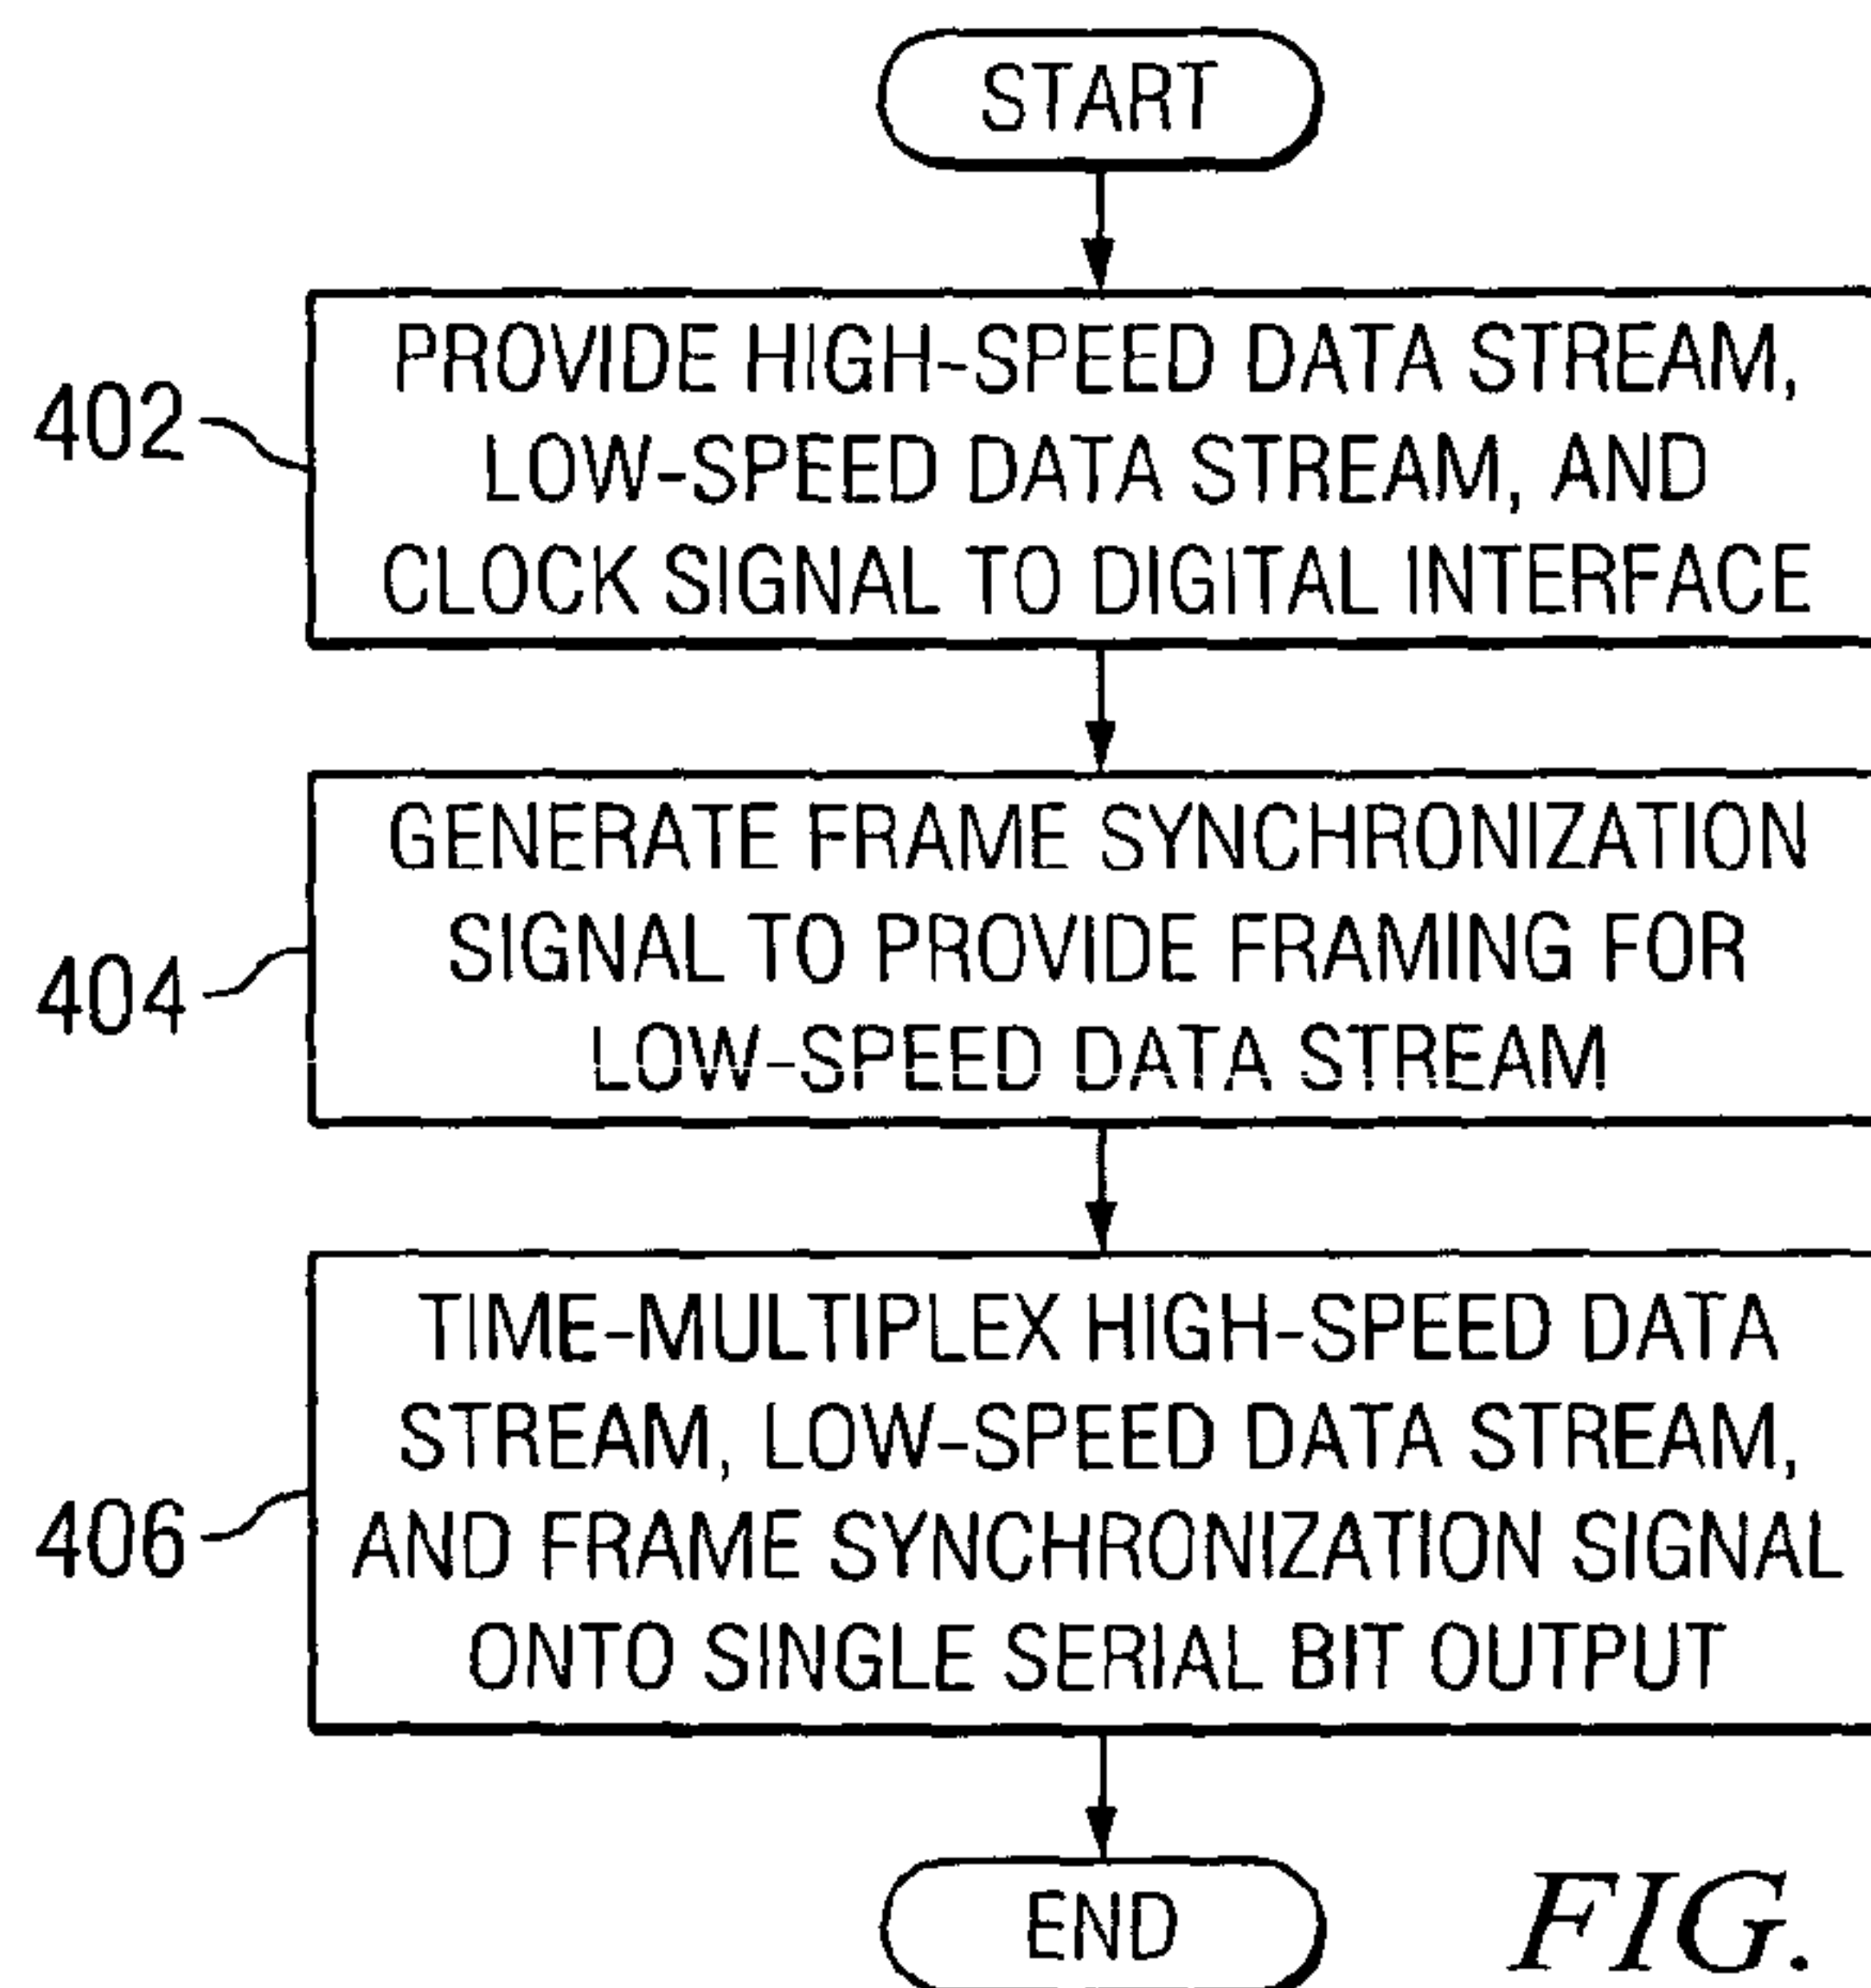 START
PROVIDE HIGH-SPEED DATA STREAM,
LOW-SPEED DATA STREAM, AND
CLOCK SIGNAL TO DIGITAL INTERFACE
402
GENERATE FRAME SYNCHRONIZATION
SIGNAL TO PROVIDE FRAMING FOR
LOW-SPEED DATA STREAM
404
TIME-MULTIPLEX HIGH-SPEED DATA
STREAM, LOW-SPEED DATA STREAM,
AND FRAME SYNCHRONIZATION SIGNAL
ONTO SINGLE SERIAL BIT OUTPUT
406
END
FIG.